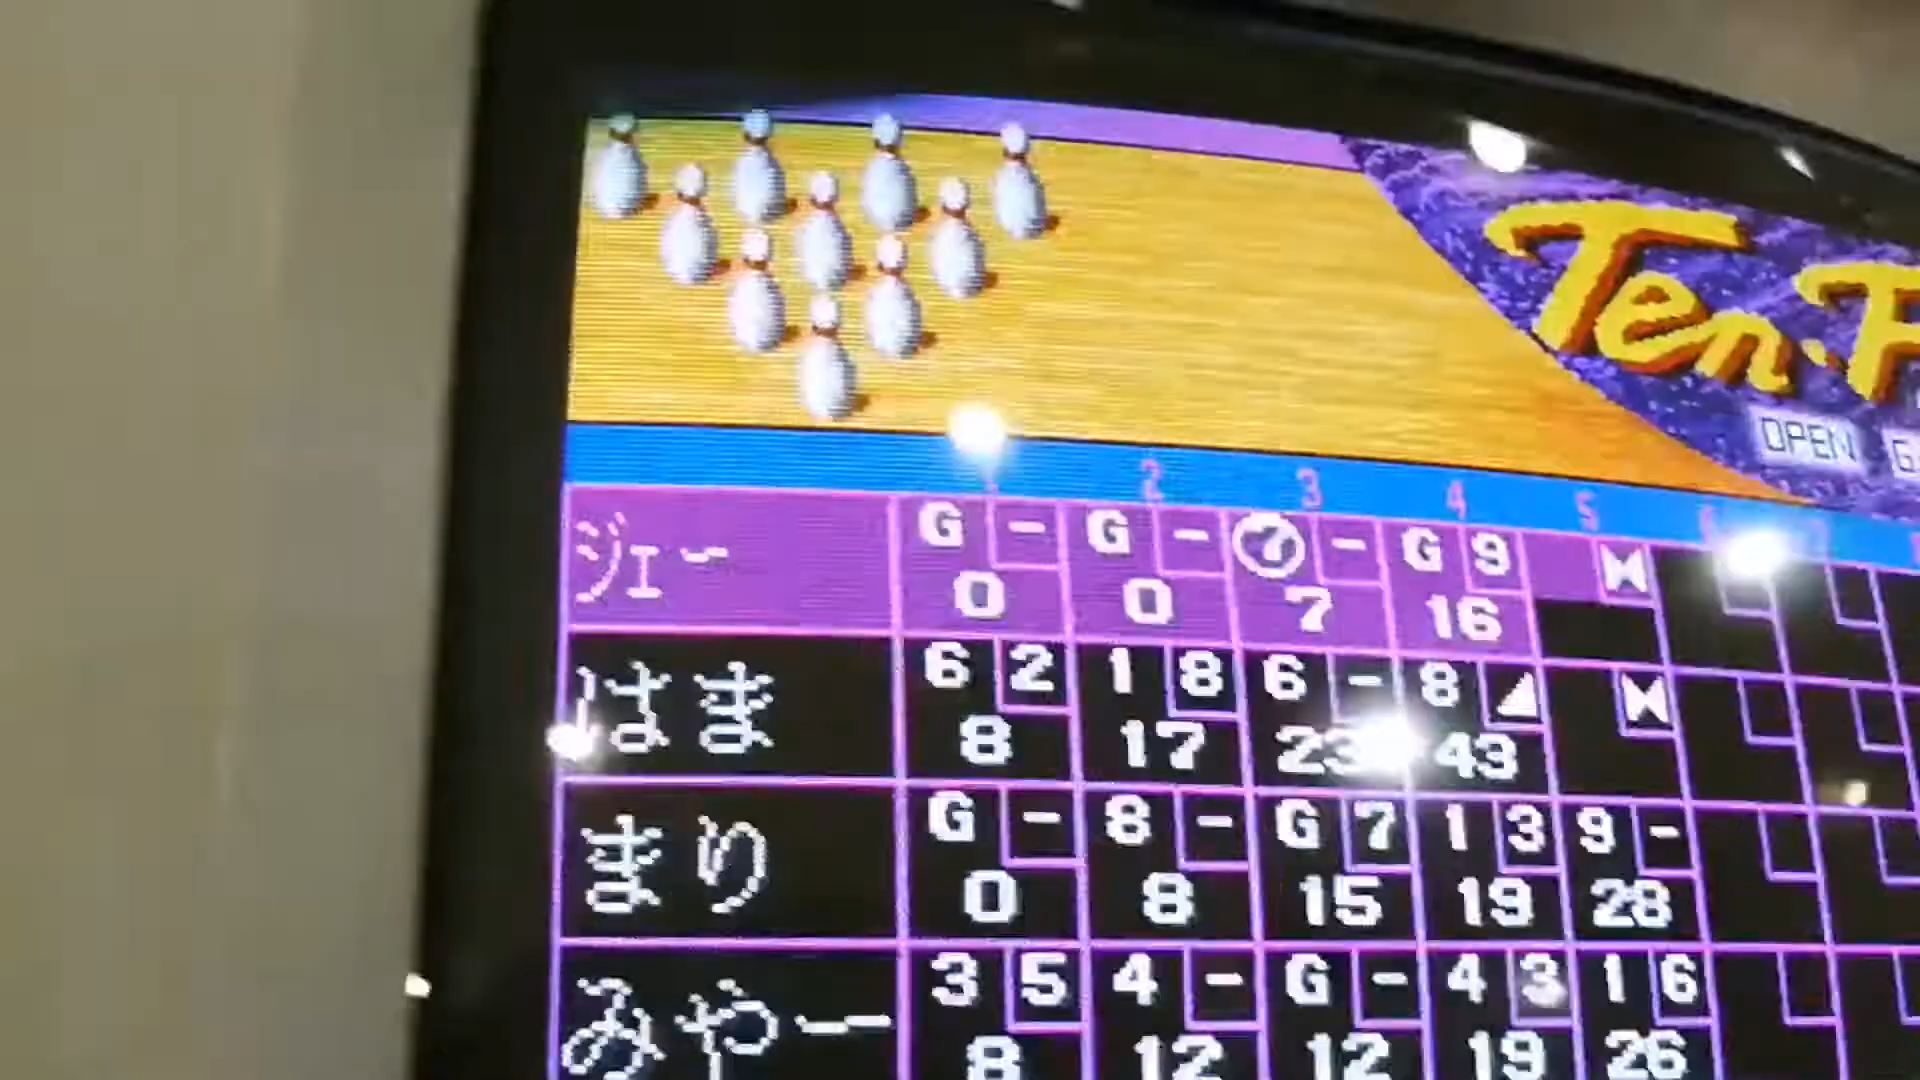 Ten.P
OPEN G
1 2 3 4 5
ジェー G - G - ⑦ - G 9
0 0 7 16
はま 6 2 1 8 6 - 8
8 17 23 43
まり G - 8 - G 7 1 3 9 -
0 8 15 19 28
みやー 3 5 4 - G - 4 3 1 6
8 12 12 19 26